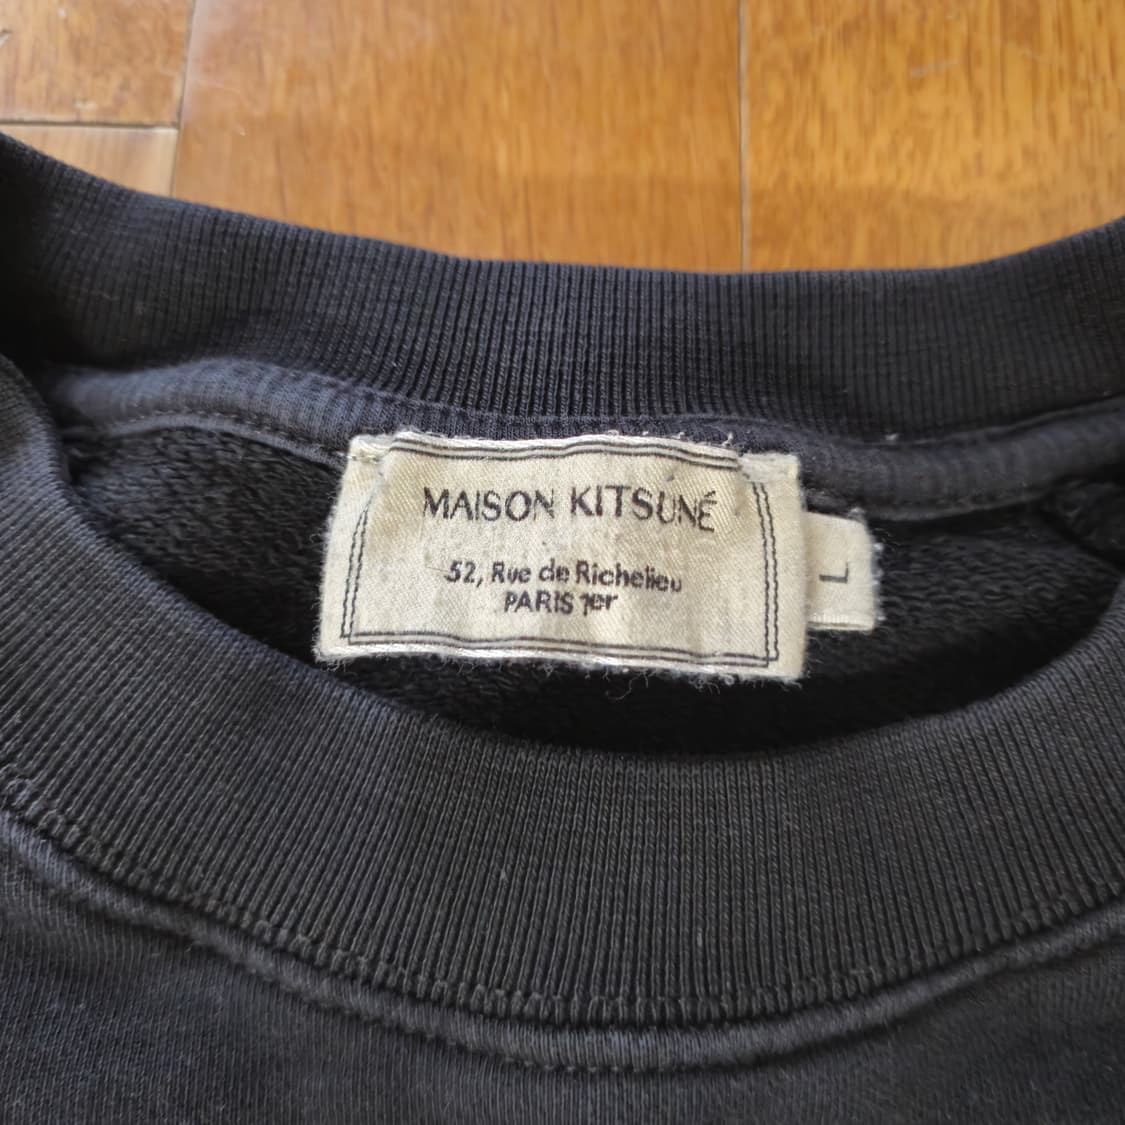 MAISON KITSUNÉ
52, Rue de Richelieu
PARIS 1er
L